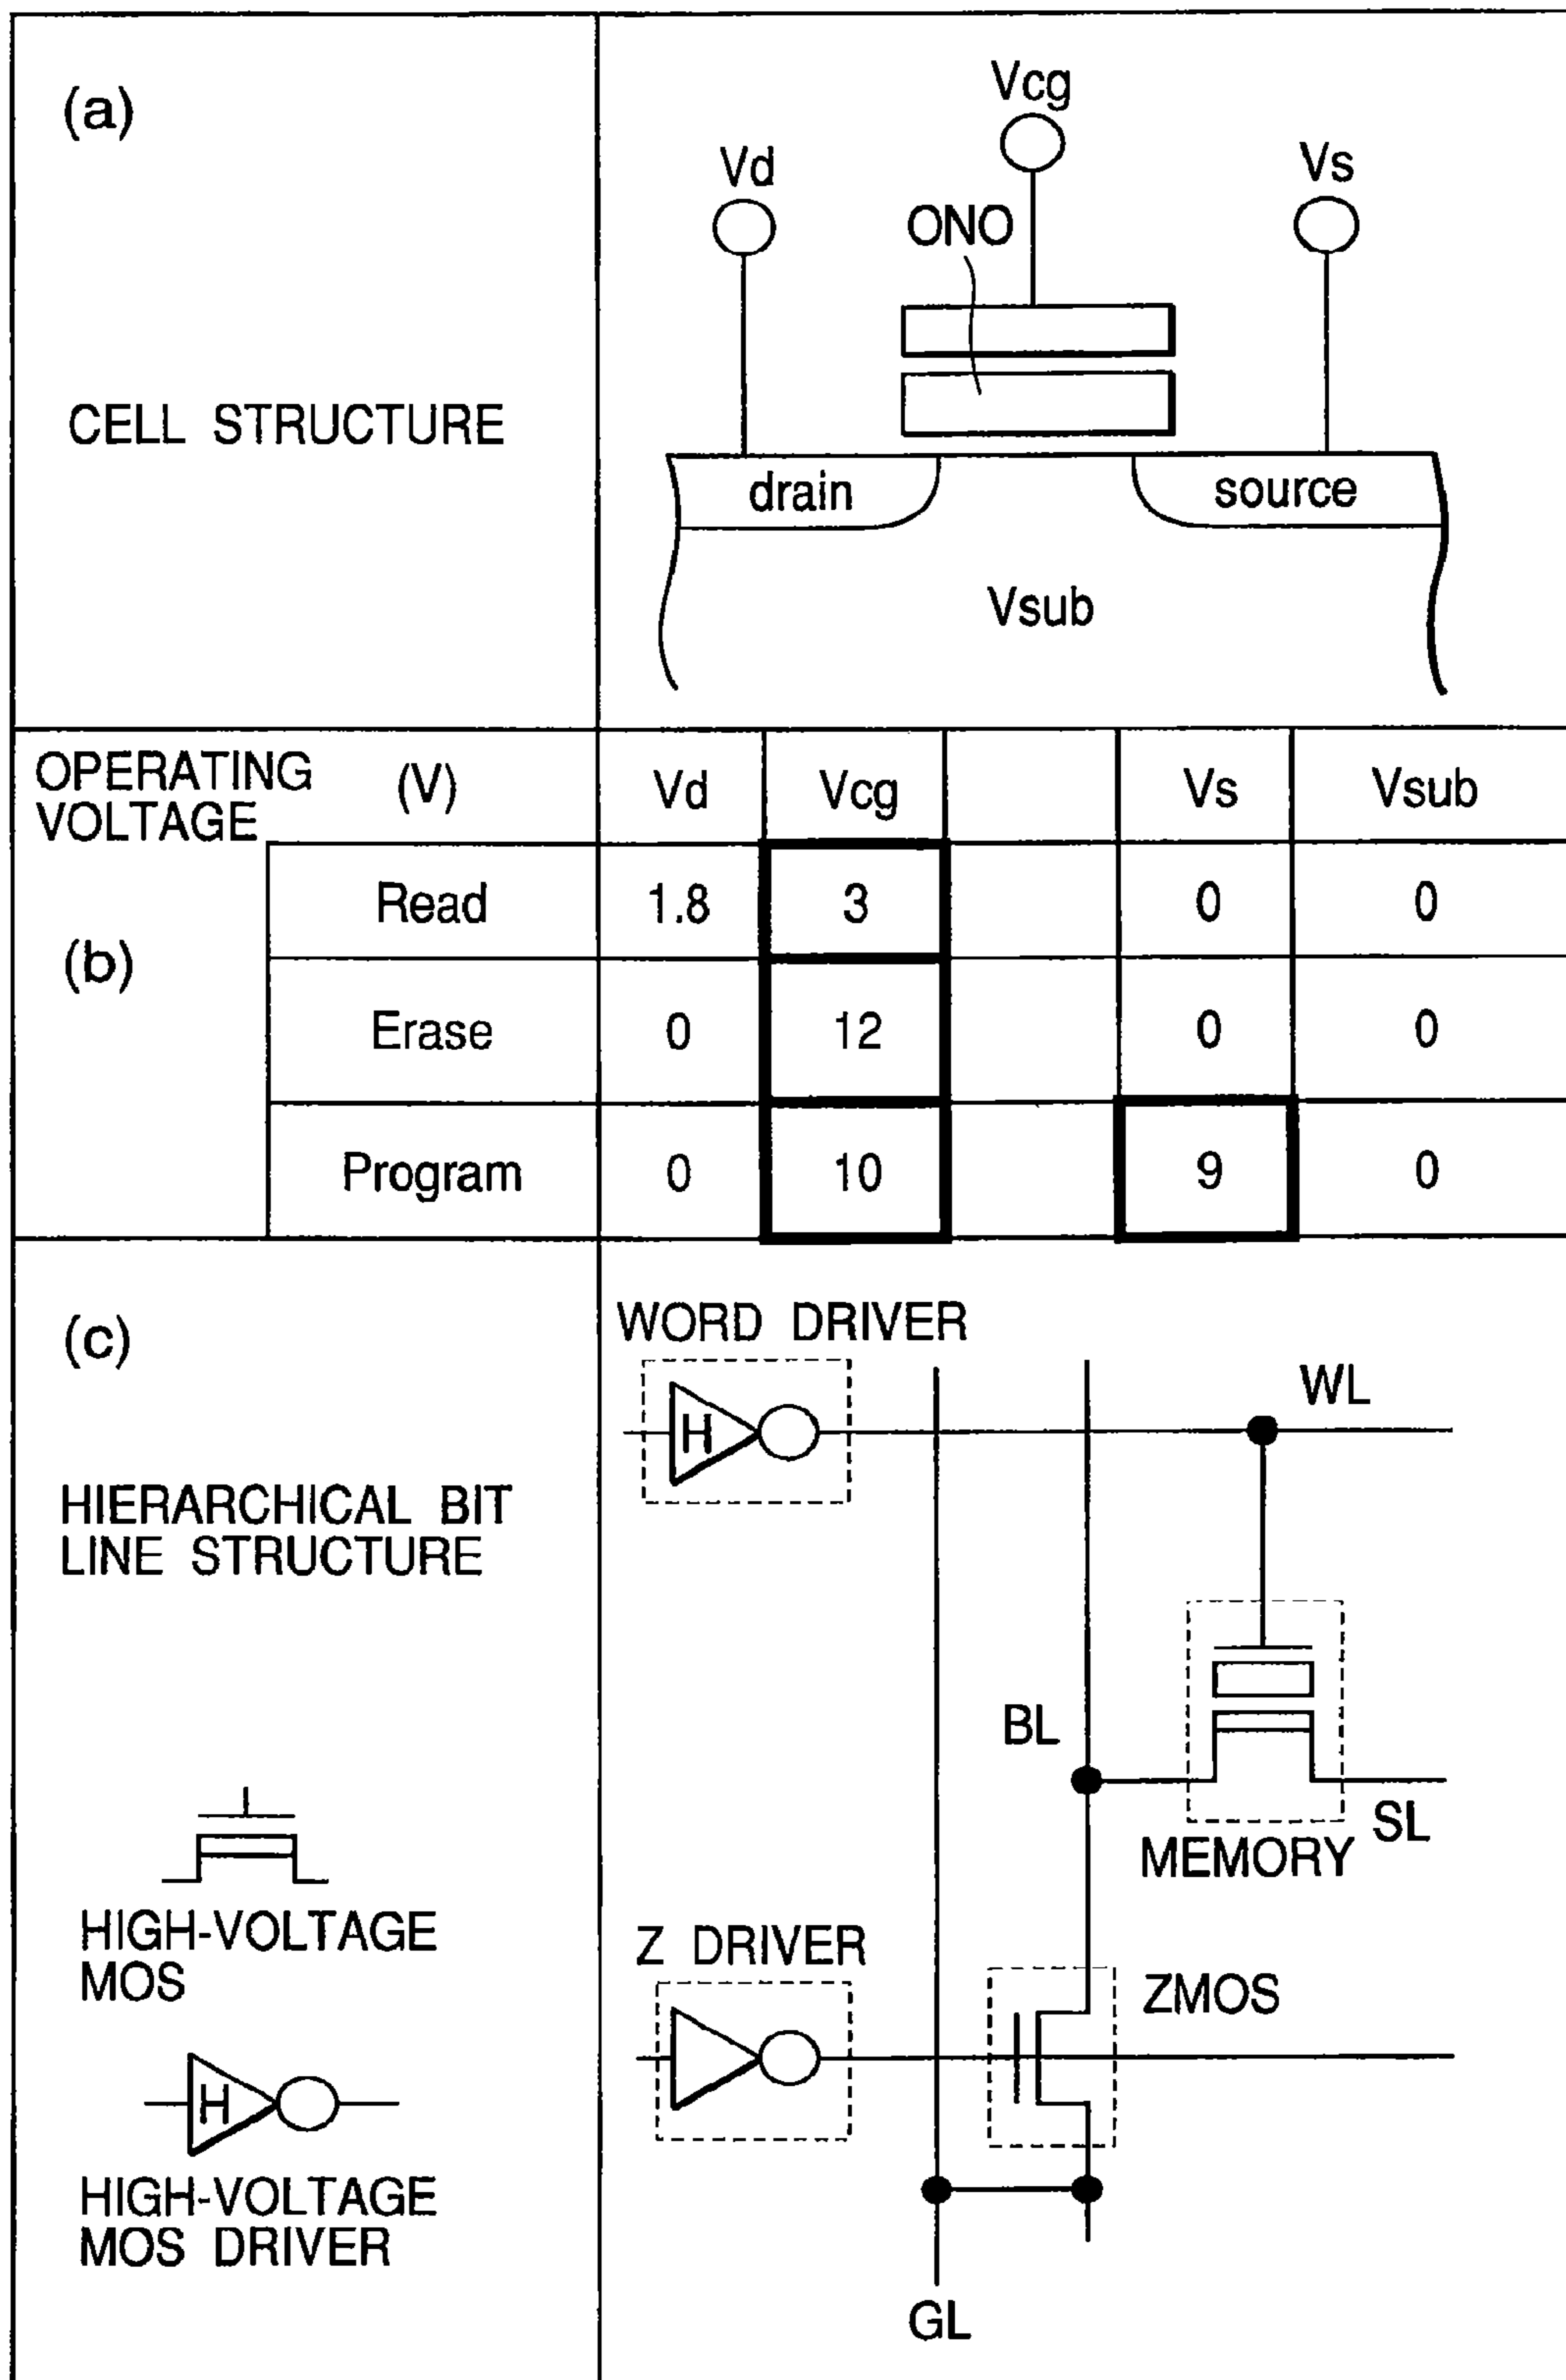 (a)
Vcg
Vd
Vs
ONO
CELL STRUCTURE
drain
source
Vsub
OPERATING
VOLTAGE
(V)
Vd Vcg Vs Vsub
(b)
Read 1.8 3 0 0
Erase 0 12 0 0
Program 0 10 9 0
(c)
WORD DRIVER
H
WL
HIERARCHICAL BIT
LINE STRUCTURE
BL
SL
MEMORY
HIGH-VOLTAGE
MOS
Z DRIVER
ZMOS
H
HIGH-VOLTAGE
MOS DRIVER
GL